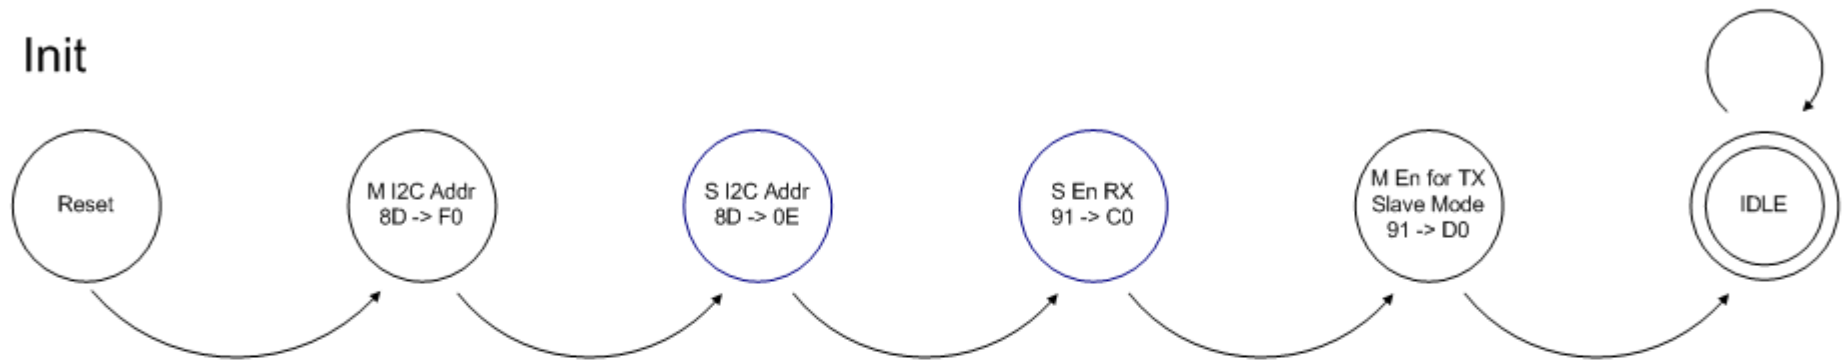 Init
Reset
M I2C Addr
8D -> F0
S I2C Addr
8D -> 0E
S En RX
91 -> C0
M En for TX
Slave Mode
91 -> D0
IDLE